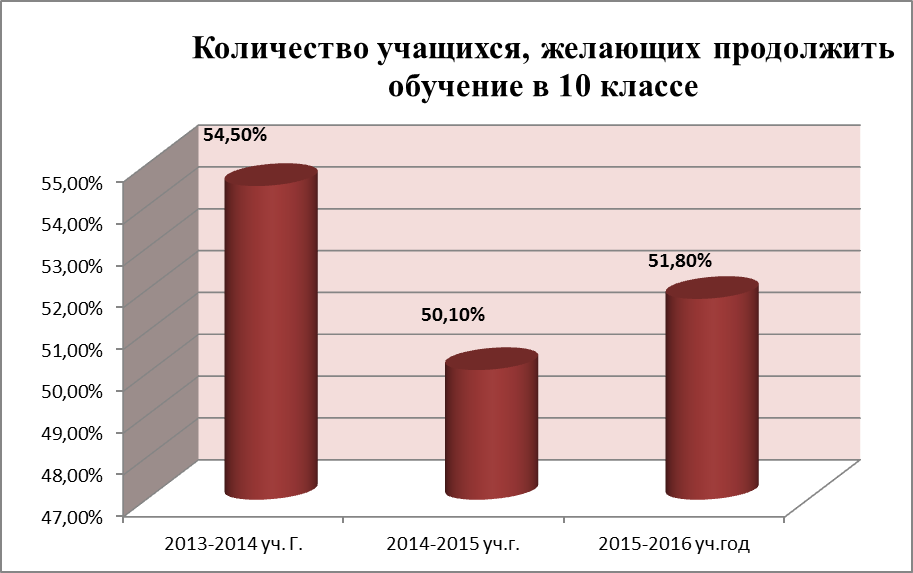 Количество учащихся, желающих продолжить
обучение в 10 классе
54,50%
50,10%
51,80%
55,00%
54,00%
53,00%
52,00%
51,00%
50,00%
49,00%
48,00%
47,00%
2013-2014 уч. Г.
2014-2015 уч.г.
2015-2016 уч.год